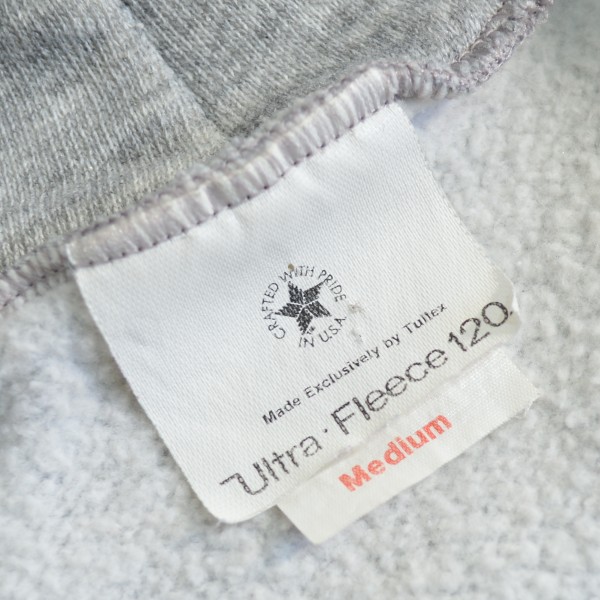 CRAFTED WITH PRIDE
IN U.S.A.
Made Exclusively by Tultex
Ultra·Fleece 120
Medium